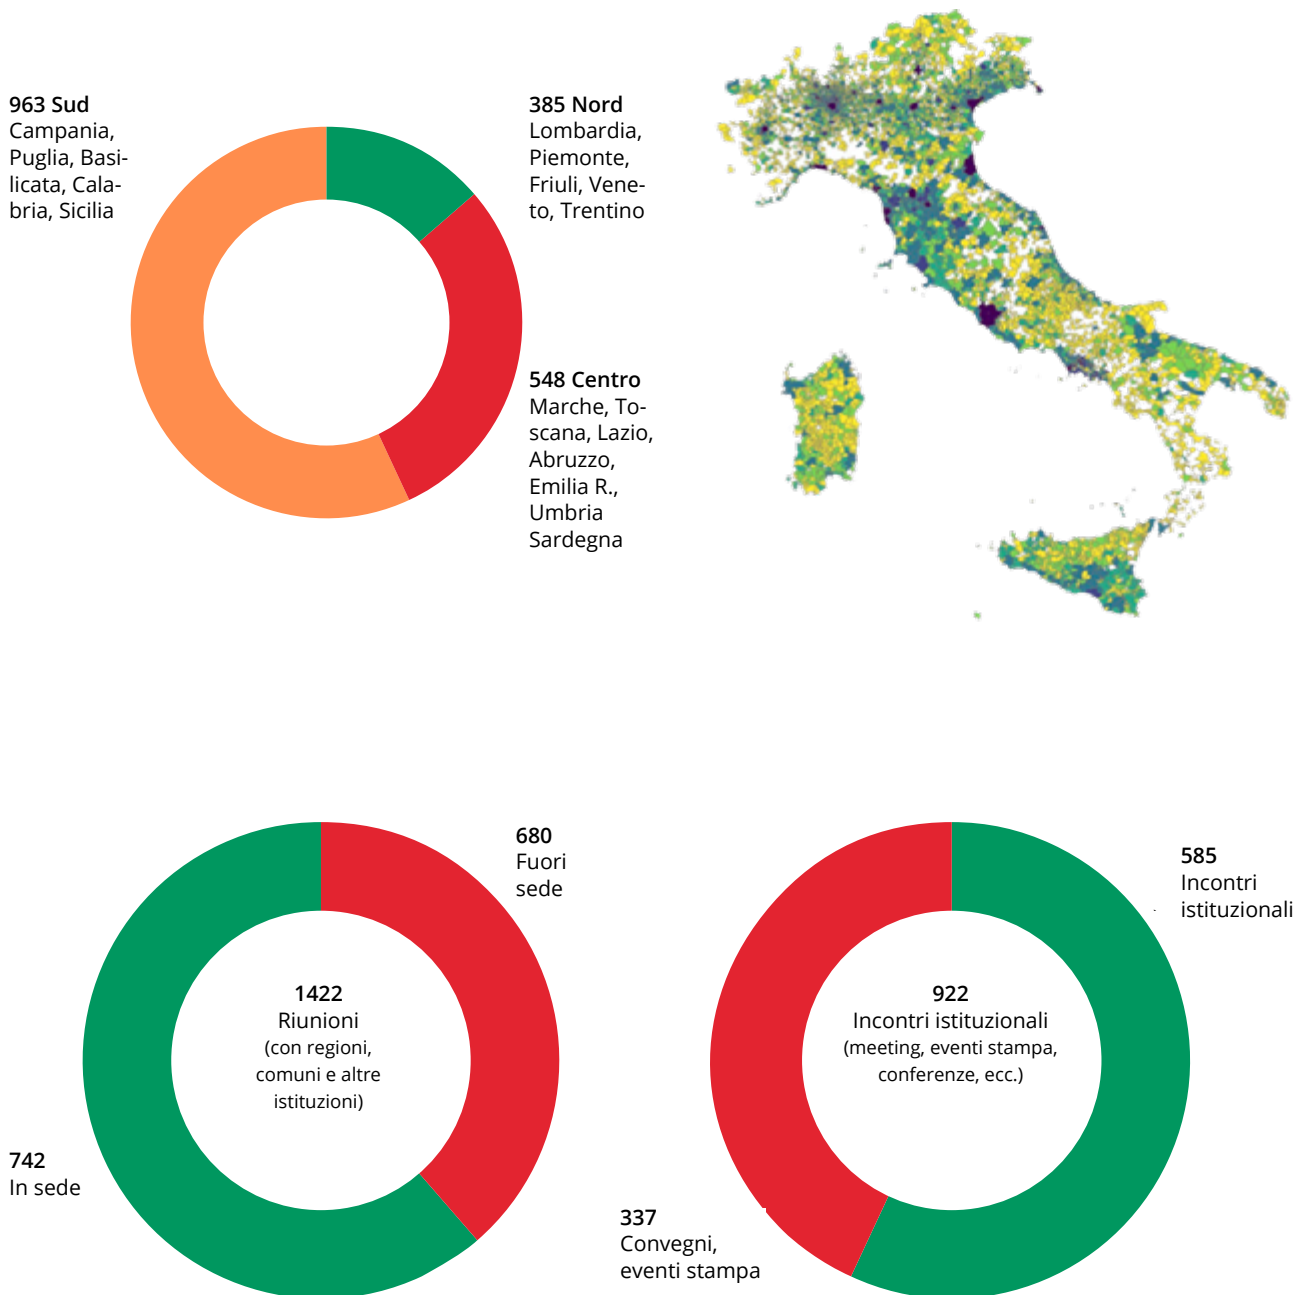 963 Sud
Campania,
Puglia, Basi-
licata, Cala-
bria, Sicilia
385 Nord
Lombardia,
Piemonte,
Friuli, Vene-
to, Trentino
548 Centro
Marche, To-
scana, Lazio,
Abruzzo,
Emilia R.,
Umbria
Sardegna
680
Fuori
sede
1422
Riunioni
(con regioni,
comuni e altre
istituzioni)
742
In sede
585
Incontri
istituzionali
922
Incontri istituzionali
(meeting, eventi stampa,
conferenze, ecc.)
337
Convegni,
eventi stampa